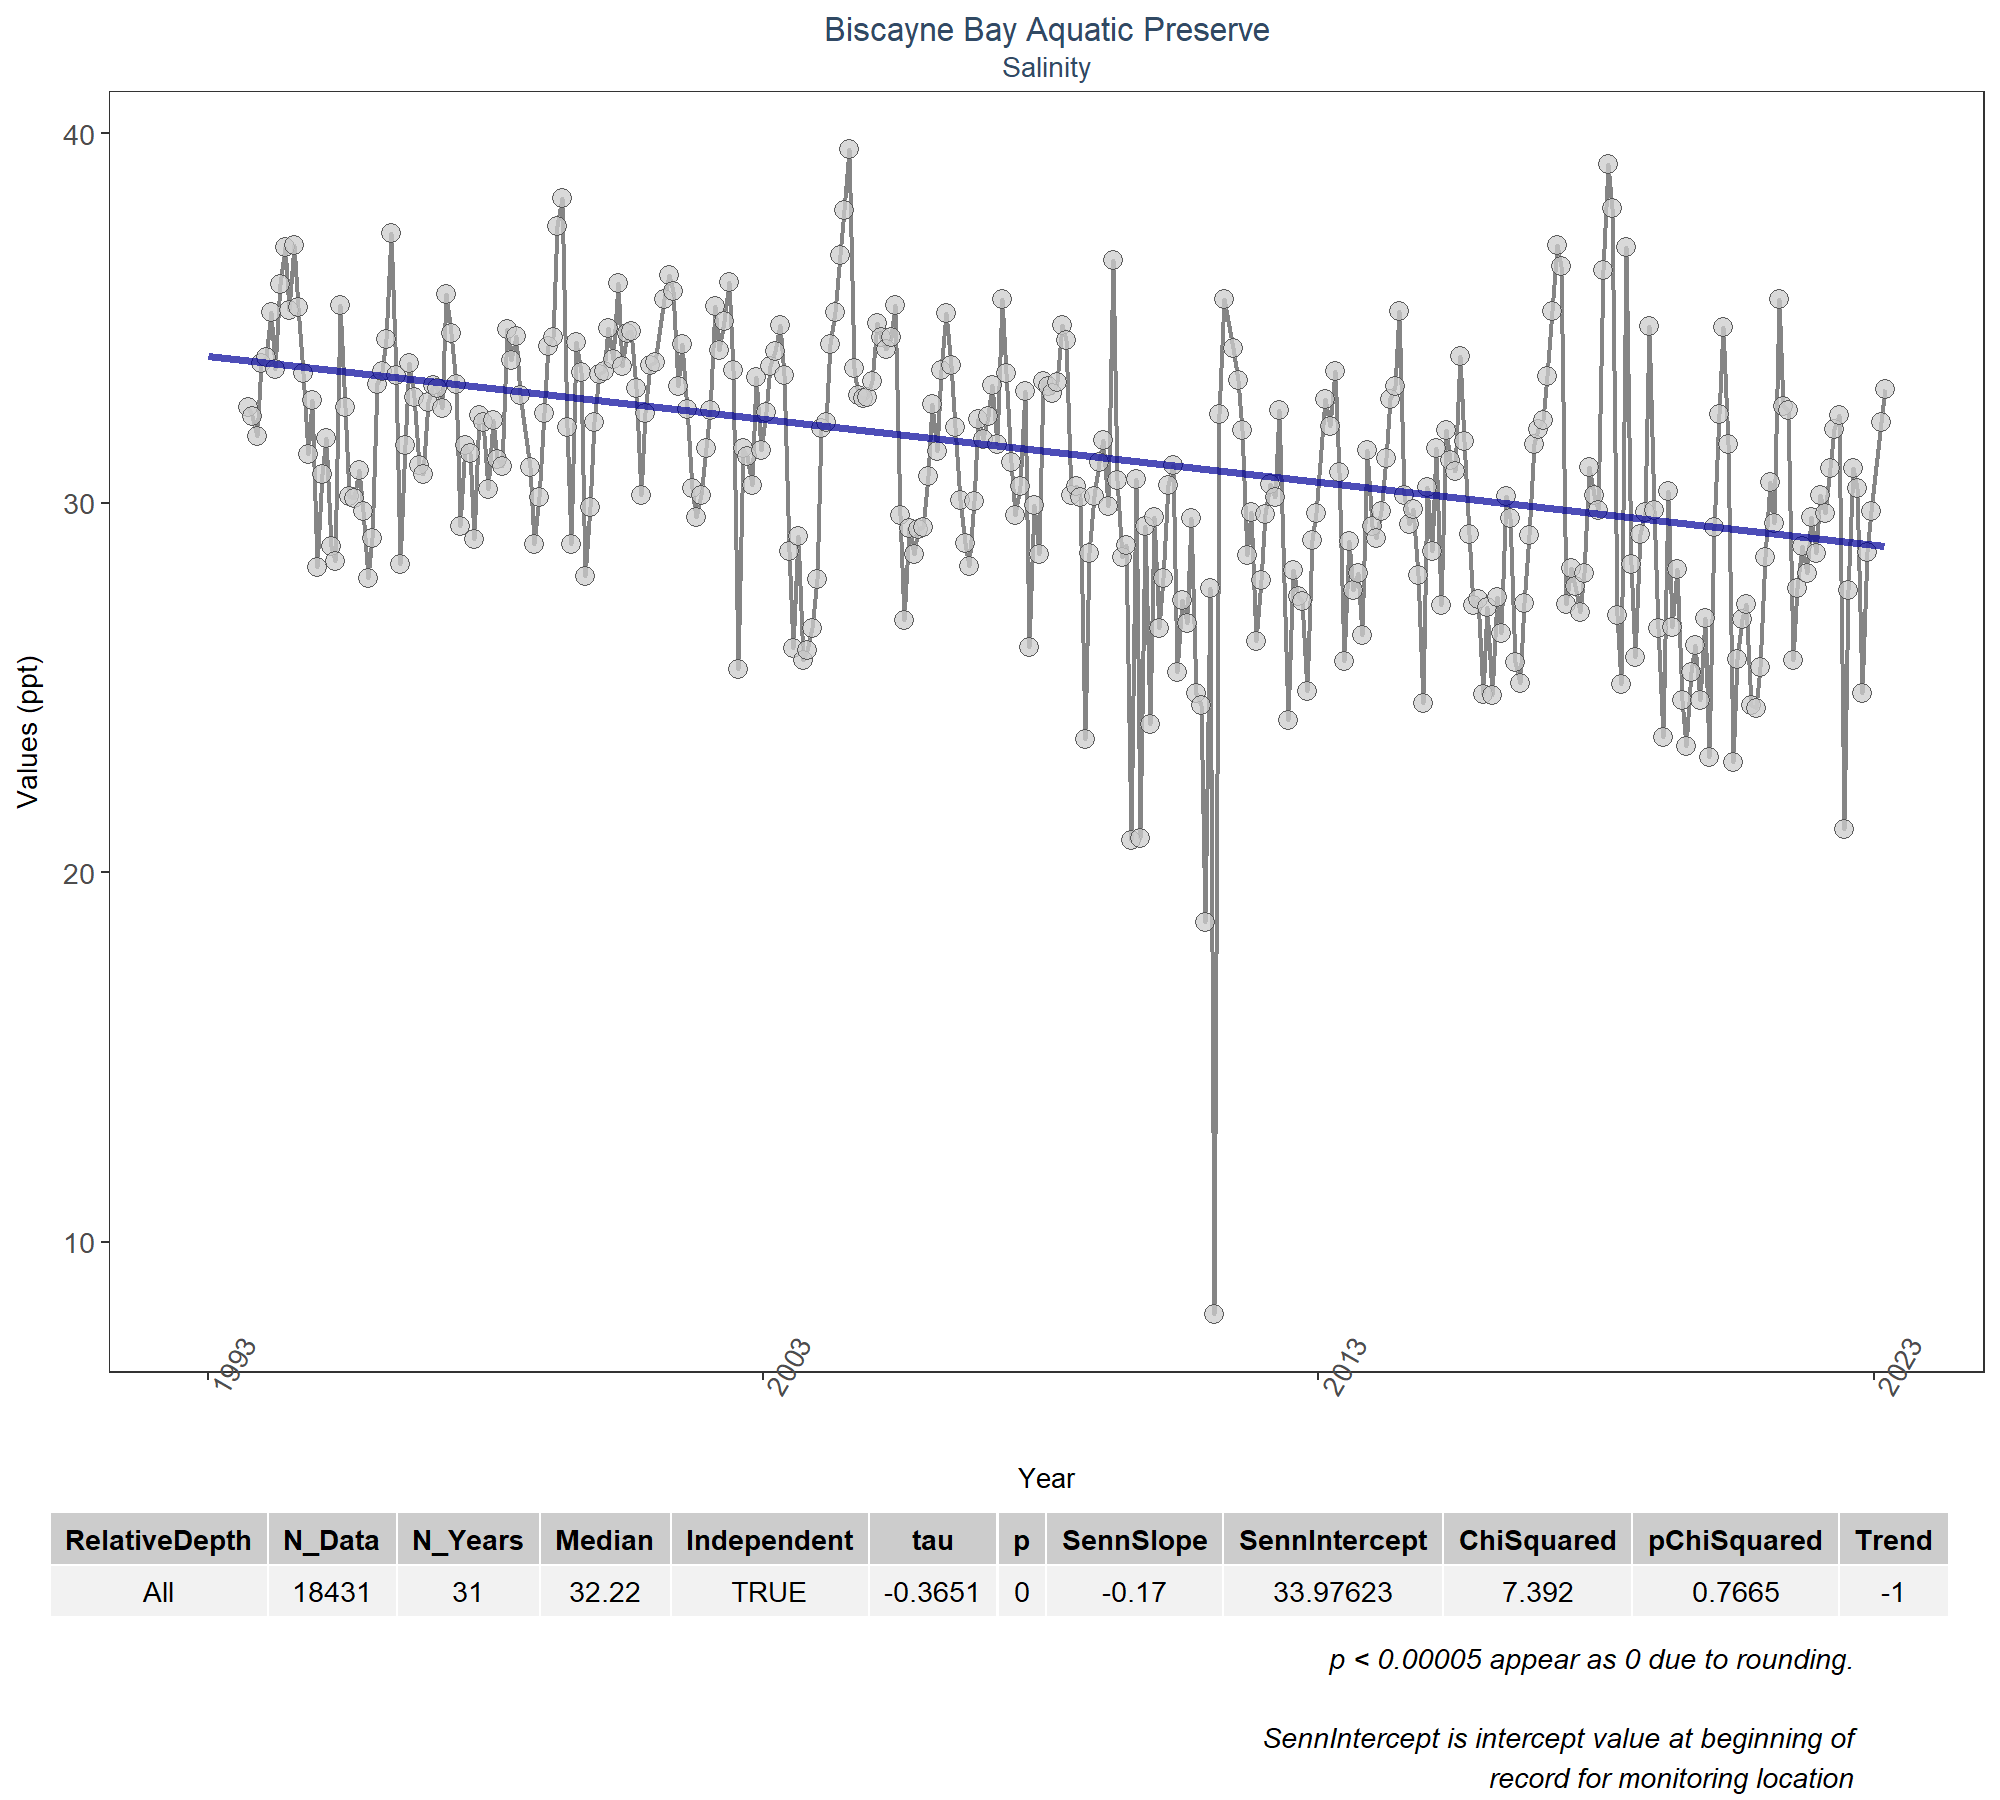 Biscayne Bay Aquatic Preserve
Salinity
40
30
20
10
Values (ppt)
1993
2003
2013
2023
Year
RelativeDepth N_Data N_Years Median Independent tau p SennSlope SennIntercept ChiSquared pChiSquared Trend
All 18431 31 32.22 TRUE -0.3651 0 -0.17 33.97623 7.392 0.7665 -1
p < 0.00005 appear as 0 due to rounding.
SennIntercept is intercept value at beginning of
record for monitoring location